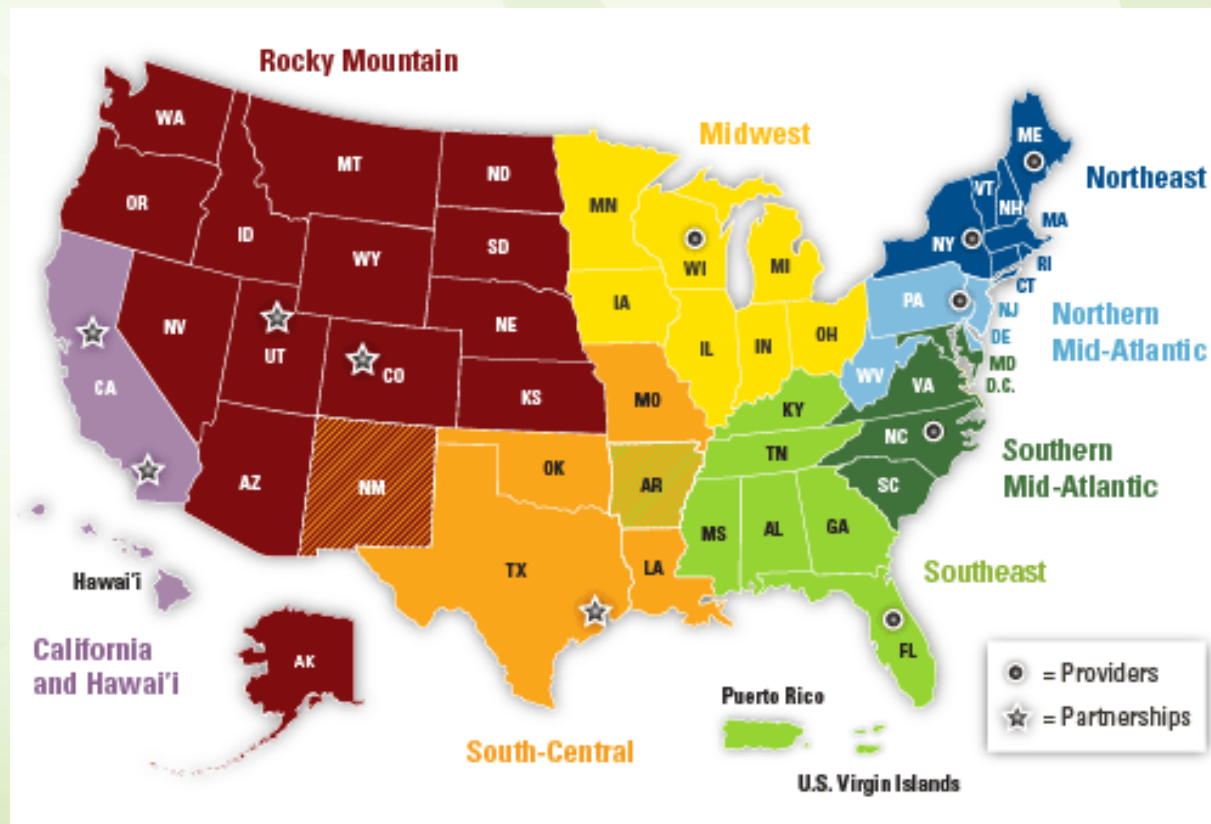 Rocky Mountain
Midwest
Northeast
Northern
Mid-Atlantic
Southern
Mid-Atlantic
Southeast
South-Central
California
and Hawai'i
WA
OR
ID
MT
ND
SD
WY
NE
NV
UT
CO
KS
AZ
NM
CA
Hawai'i
AK
MN
WI
MI
IA
IL
IN
OH
MO
OK
AR
TX
LA
KY
TN
MS
AL
GA
FL
ME
VT
NH
MA
NY
RI
CT
PA
NJ
DE
WV
MD
D.C.
VA
NC
SC
Puerto Rico
U.S. Virgin Islands
= Providers
= Partnerships